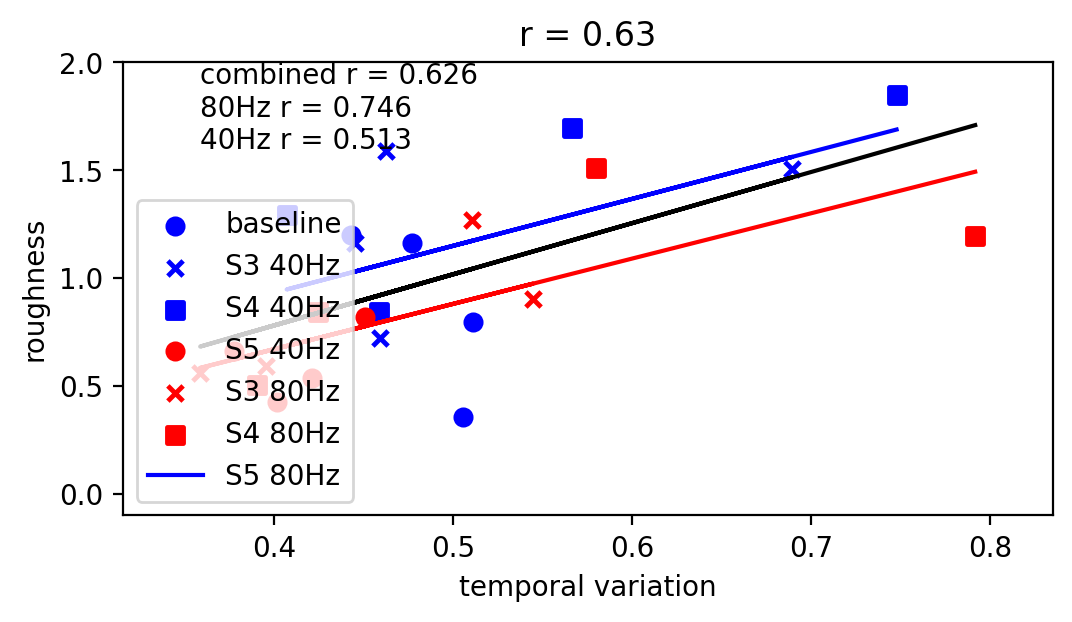 r = 0.63
combined r = 0.626
80Hz r = 0.746
40Hz r = 0.513
2.0
1.5
1.0
0.5
0.0
roughness
baseline
S3 40Hz
S4 40Hz
S5 40Hz
S3 80Hz
S4 80Hz
S5 80Hz
0.4 0.5 0.6 0.7 0.8
temporal variation